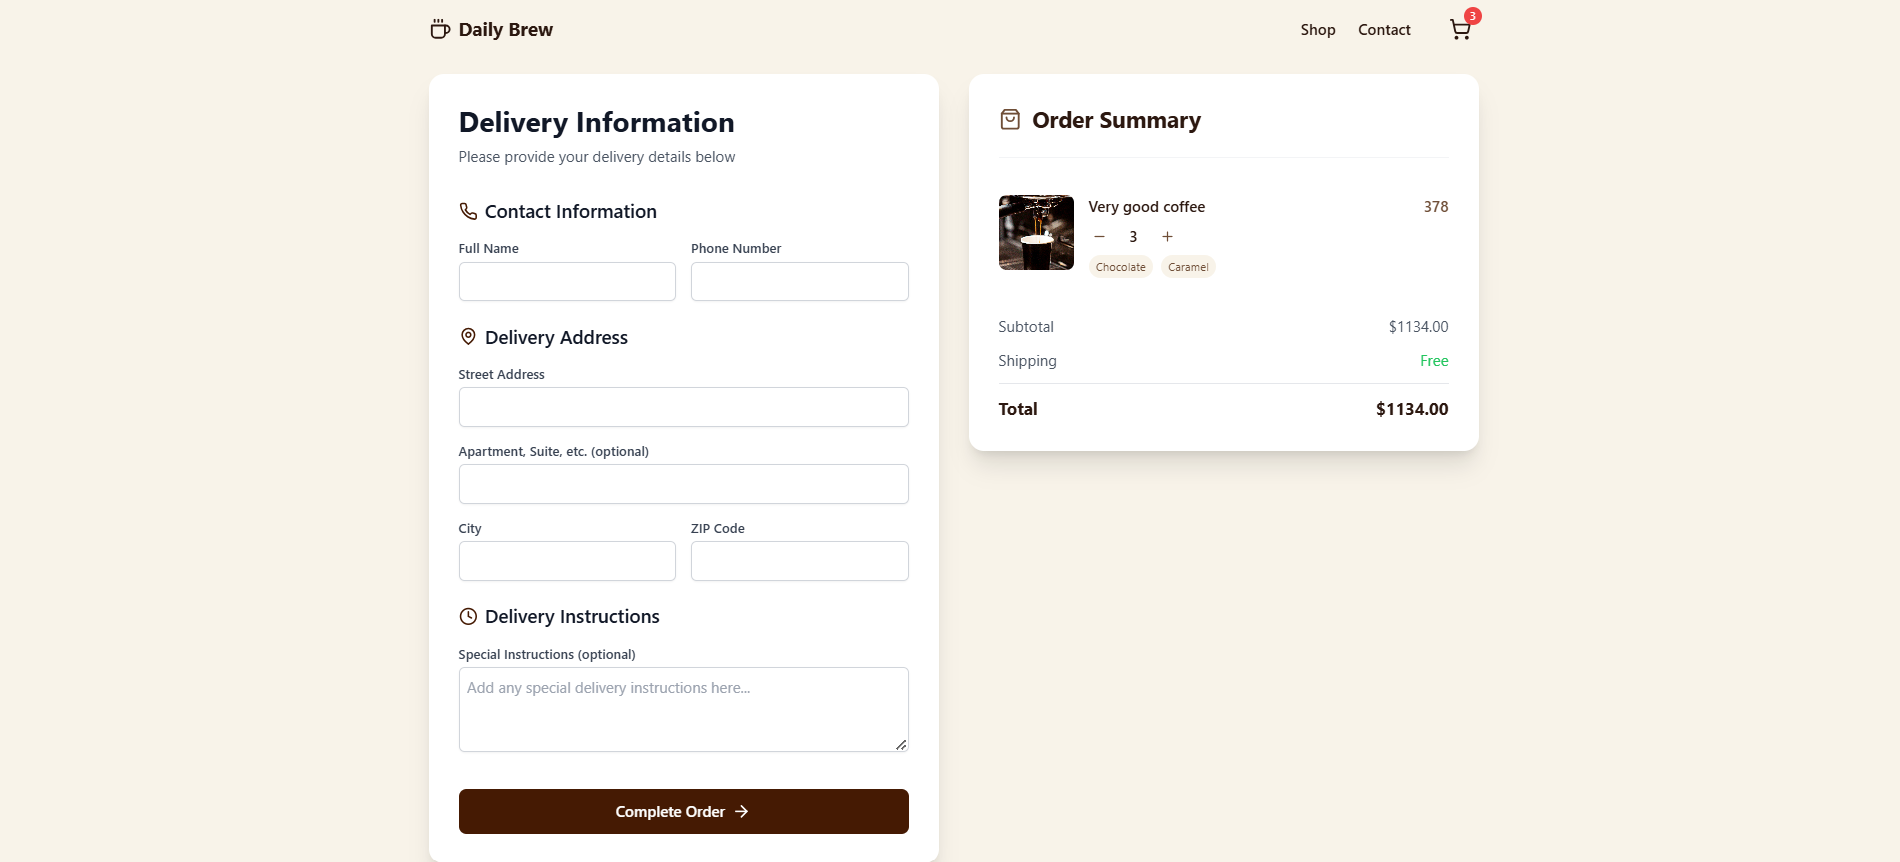 Daily Brew
Shop Contact 3
Delivery Information
Please provide your delivery details below
Contact Information
Full Name Phone Number
Delivery Address
Street Address
Apartment, Suite, etc. (optional)
City ZIP Code
Delivery Instructions
Special Instructions (optional)
Add any special delivery instructions here...
Complete Order
Order Summary
Very good coffee 378
3
Chocolate Caramel
Subtotal $1134.00
Shipping Free
Total $1134.00